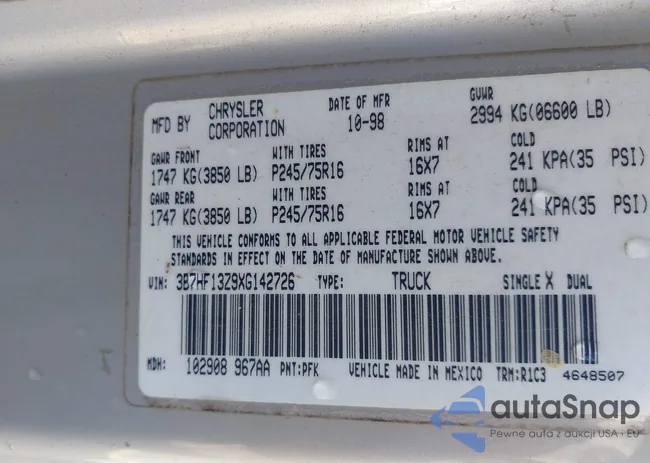 MFD BY CHRYSLER CORPORATION DATE OF MFR 10-98 GVWR 2994 KG(06600 LB)
GAWR FRONT WITH TIRES RIMS AT COLD
1747 KG(3850 LB) P245/75R16 16X7 241 KPA(35 PSI)
GAWR REAR WITH TIRES RIMS AT COLD
1747 KG(3850 LB) P245/75R16 16X7 241 KPA(35 PSI)
THIS VEHICLE CONFORMS TO ALL APPLICABLE FEDERAL MOTOR VEHICLE SAFETY
STANDARDS IN EFFECT ON THE DATE OF MANUFACTURE SHOWN ABOVE.
VIN: 3B7HF13Z9XG142726 TYPE: TRUCK SINGLE X DUAL
MDH: 102908 967AA PNT:PFK VEHICLE MADE IN MEXICO TRM:R1C3 4648507
autaSnap
Pewne auta z aukcji USA i EU